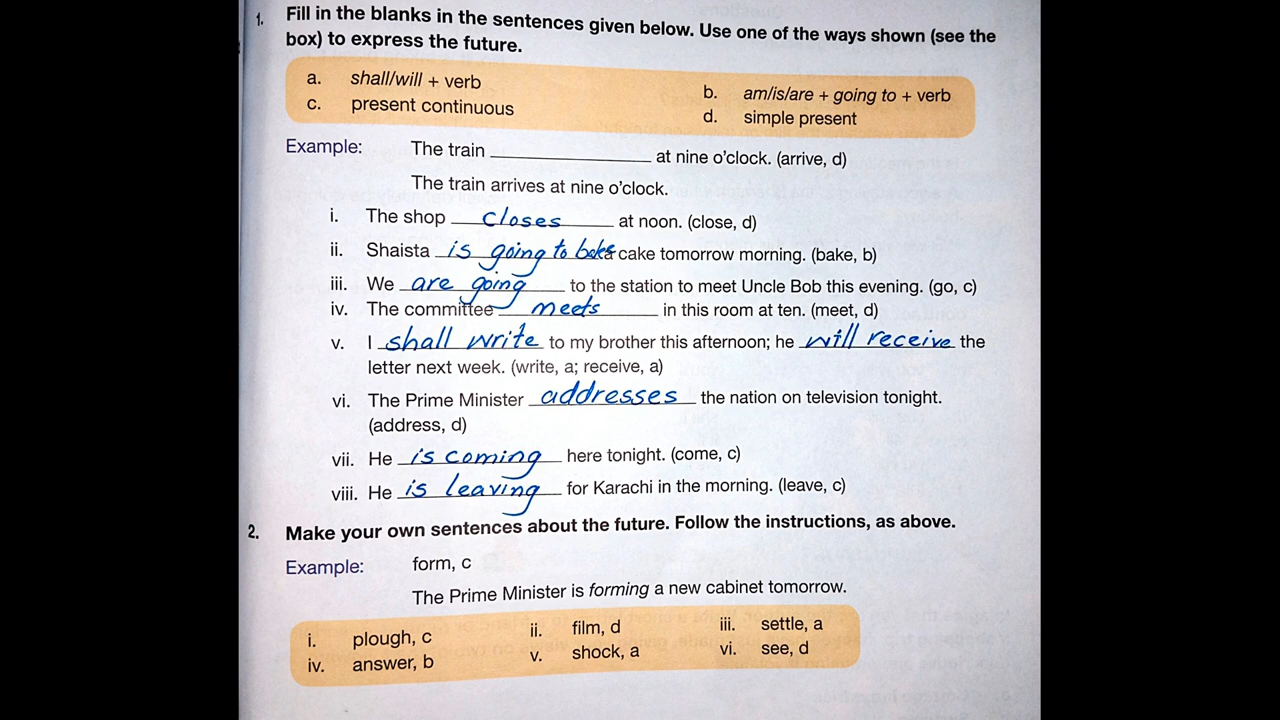 1. Fill in the blanks in the sentences given below. Use one of the ways shown (see the
box) to express the future.
a. shall/will + verb b. am/is/are + going to + verb
c. present continuous d. simple present
Example: The train ____________ at nine o'clock. (arrive, d)
The train arrives at nine o'clock.
i. The shop closes at noon. (close, d)
ii. Shaista is going to bake cake tomorrow morning. (bake, b)
iii. We are going to the station to meet Uncle Bob this evening. (go, c)
iv. The committee meets in this room at ten. (meet, d)
v. I shall write to my brother this afternoon; he will receive the
letter next week. (write, a; receive, a)
vi. The Prime Minister addresses the nation on television tonight.
(address, d)
vii. He is coming here tonight. (come, c)
viii. He is leaving for Karachi in the morning. (leave, c)
2. Make your own sentences about the future. Follow the instructions, as above.
Example: form, c
The Prime Minister is forming a new cabinet tomorrow.
i. plough, c ii. film, d iii. settle, a
iv. answer, b v. shock, a vi. see, d